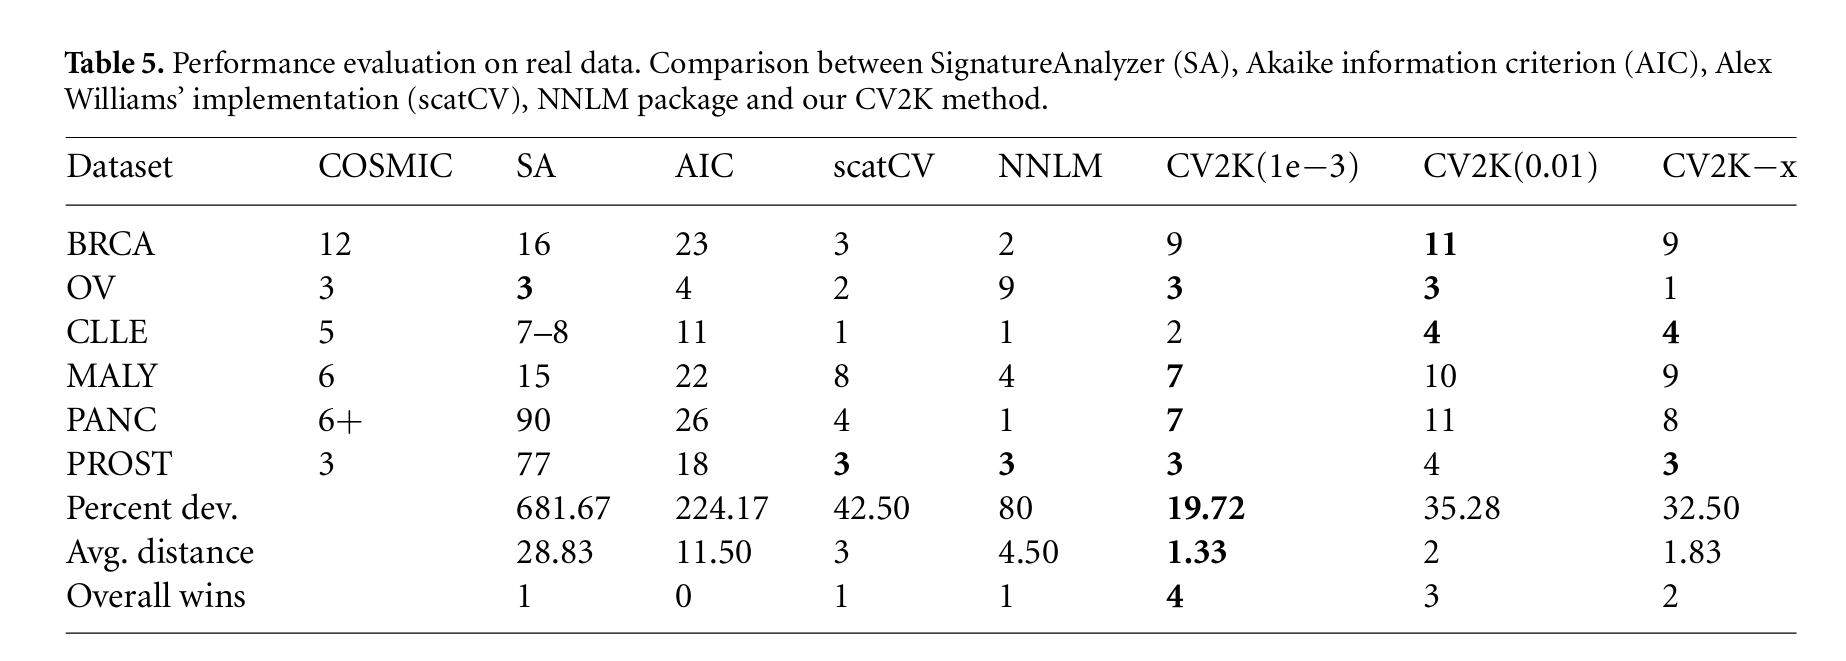 Table 5. Performance evaluation on real data. Comparison between SignatureAnalyzer (SA), Akaike information criterion (AIC), Alex
Williams’ implementation (scatCV), NNLM package and our CV2K method.
Dataset COSMIC SA AIC scatCV NNLM CV2K(1e−3) CV2K(0.01) CV2K−x
BRCA 12 16 23 3 2 9 11 9
OV 3 3 4 2 9 3 3 1
CLLE 5 7–8 11 1 1 2 4 4
MALY 6 15 22 8 4 7 10 9
PANC 6+ 90 26 4 1 7 11 8
PROST 3 77 18 3 3 3 4 3
Percent dev. 681.67 224.17 42.50 80 19.72 35.28 32.50
Avg. distance 28.83 11.50 3 4.50 1.33 2 1.83
Overall wins 1 0 1 1 4 3 2